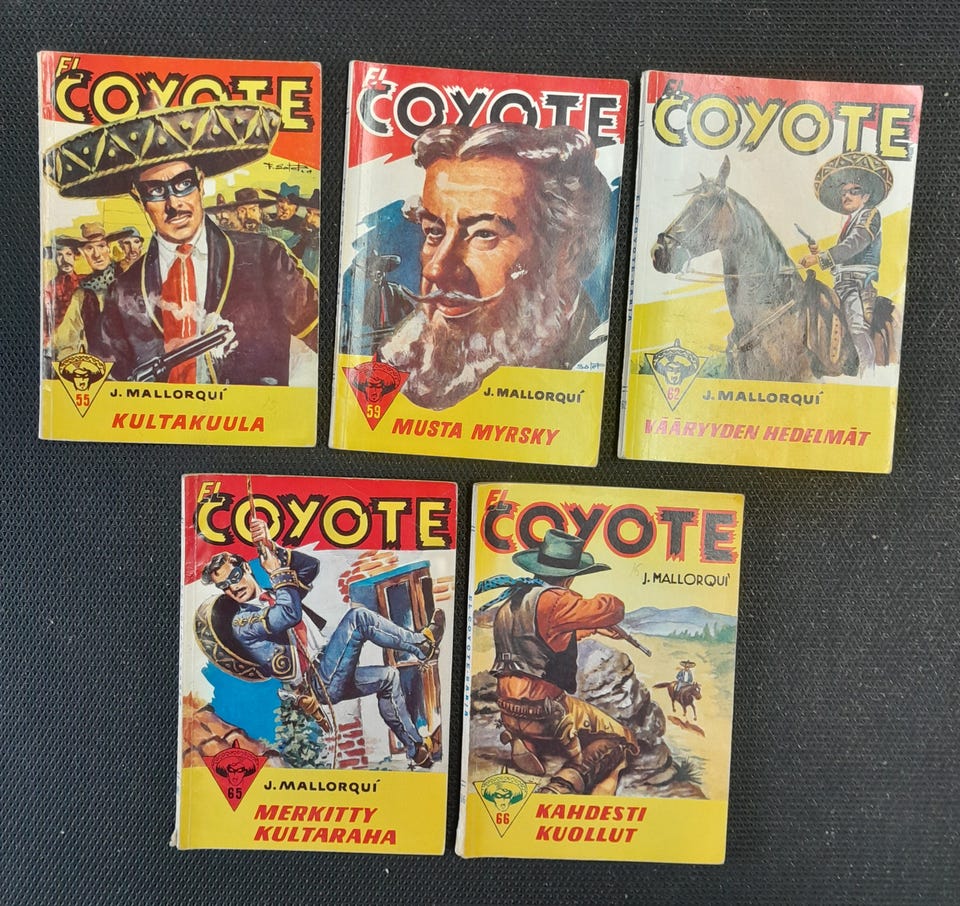 EL
COYOTE
55
J. MALLORQUÍ
KULTAKUULA
EL
COYOTE
59
J. MALLORQUÍ
MUSTA MYRSKY
EL
COYOTE
62
J. MALLORQUÍ
VÄÄRYYDEN HEDELMÄT
EL
COYOTE
65
J. MALLORQUÍ
MERKITTY
KULTARAHA
EL
COYOTE
J. MALLORQUÍ
66
KAHDESTI
KUOLLUT